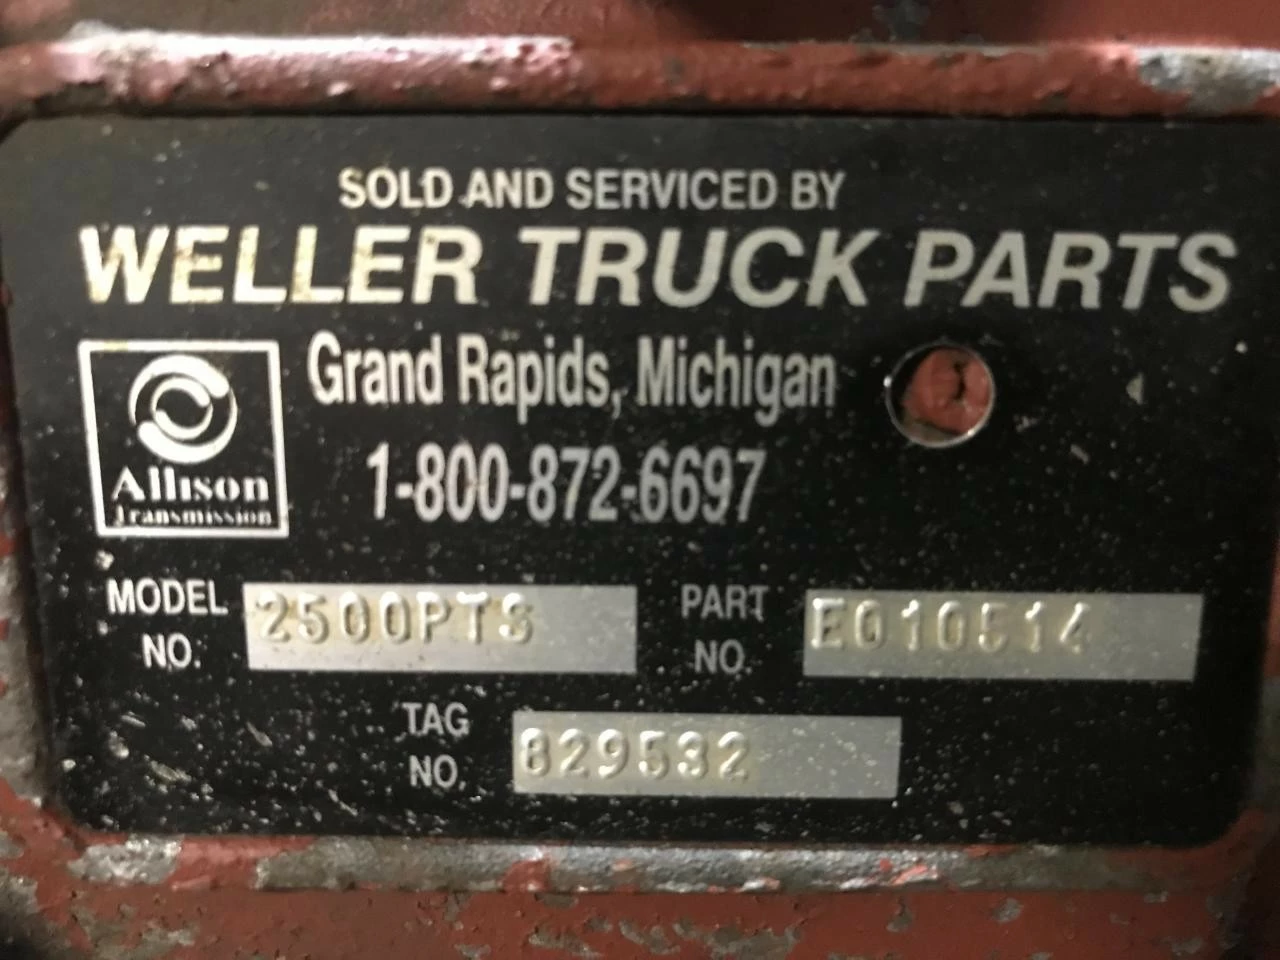 SOLD AND SERVICED BY
WELLER TRUCK PARTS
Grand Rapids, Michigan
1-800-872-6697
Allison
Transmission
MODEL NO. 2500PTS
PART NO. E010514
TAG NO. 829532